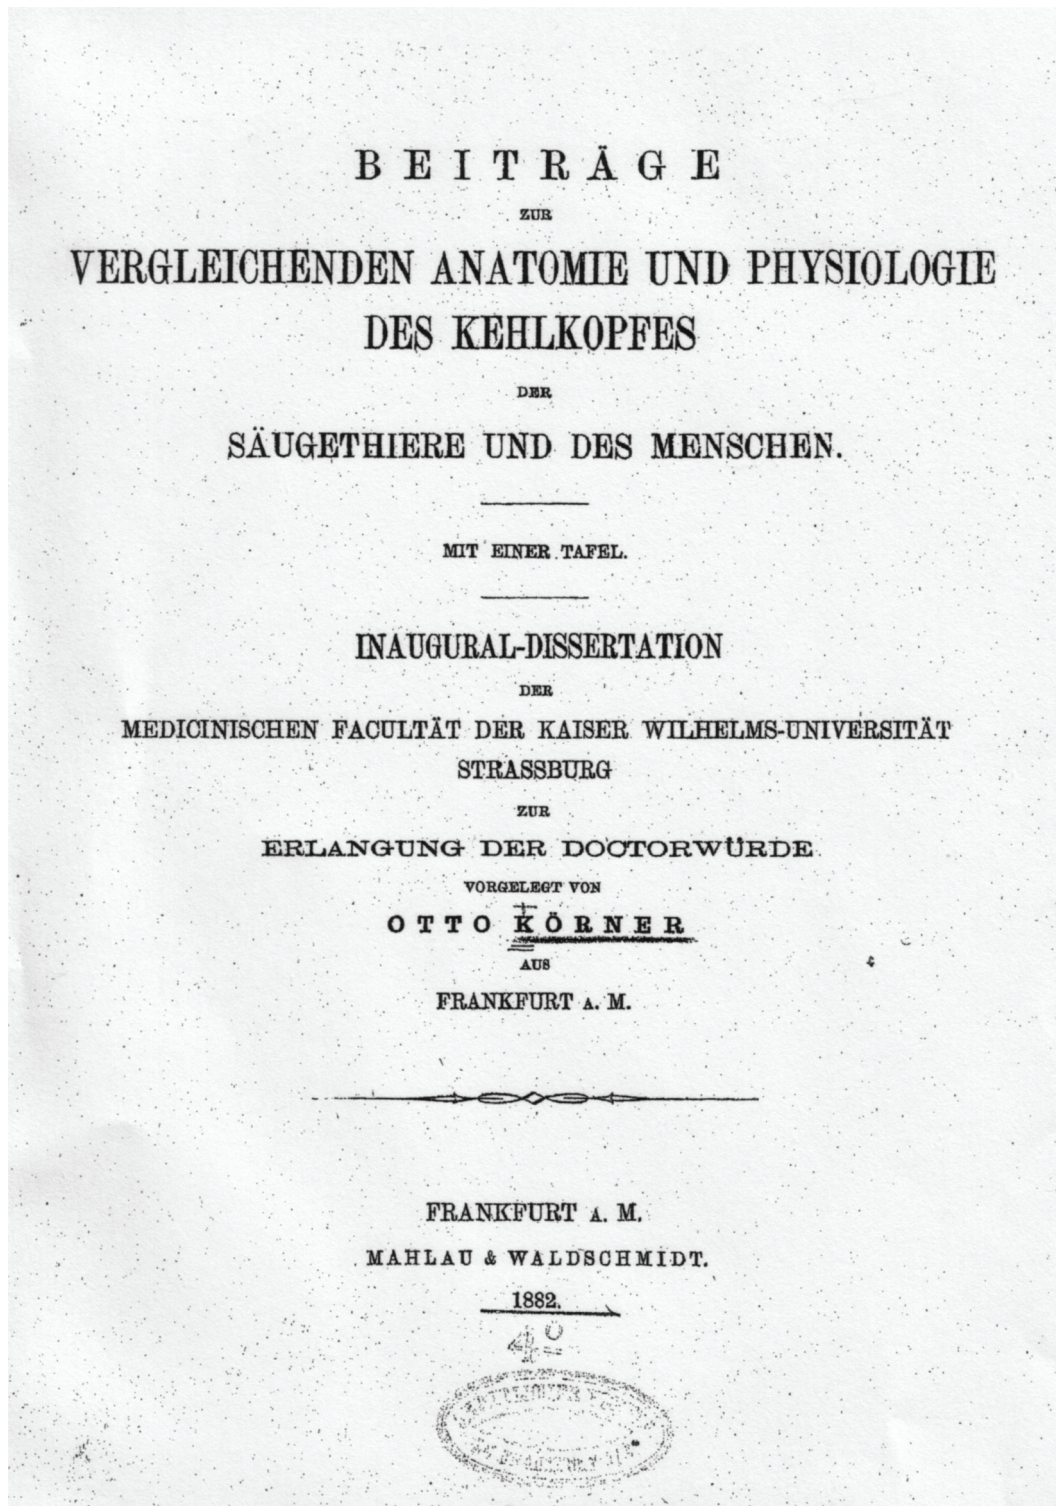 BEITRÄGE
ZUR
VERGLEICHENDEN ANATOMIE UND PHYSIOLOGIE
DES KEHLKOPFES
DER
SÄUGETHIERE UND DES MENSCHEN.
MIT EINER TAFEL.
INAUGURAL-DISSERTATION
DER
MEDICINISCHEN FACULTÄT DER KAISER WILHELMS-UNIVERSITÄT
STRASSBURG
ZUR
ERLANGUNG DER DOCTORWÜRDE
VORGELEGT VON
OTTO KÖRNER
AUS
FRANKFURT A. M.
FRANKFURT A. M.
MAHLAU & WALDSCHMIDT.
1882.
4º